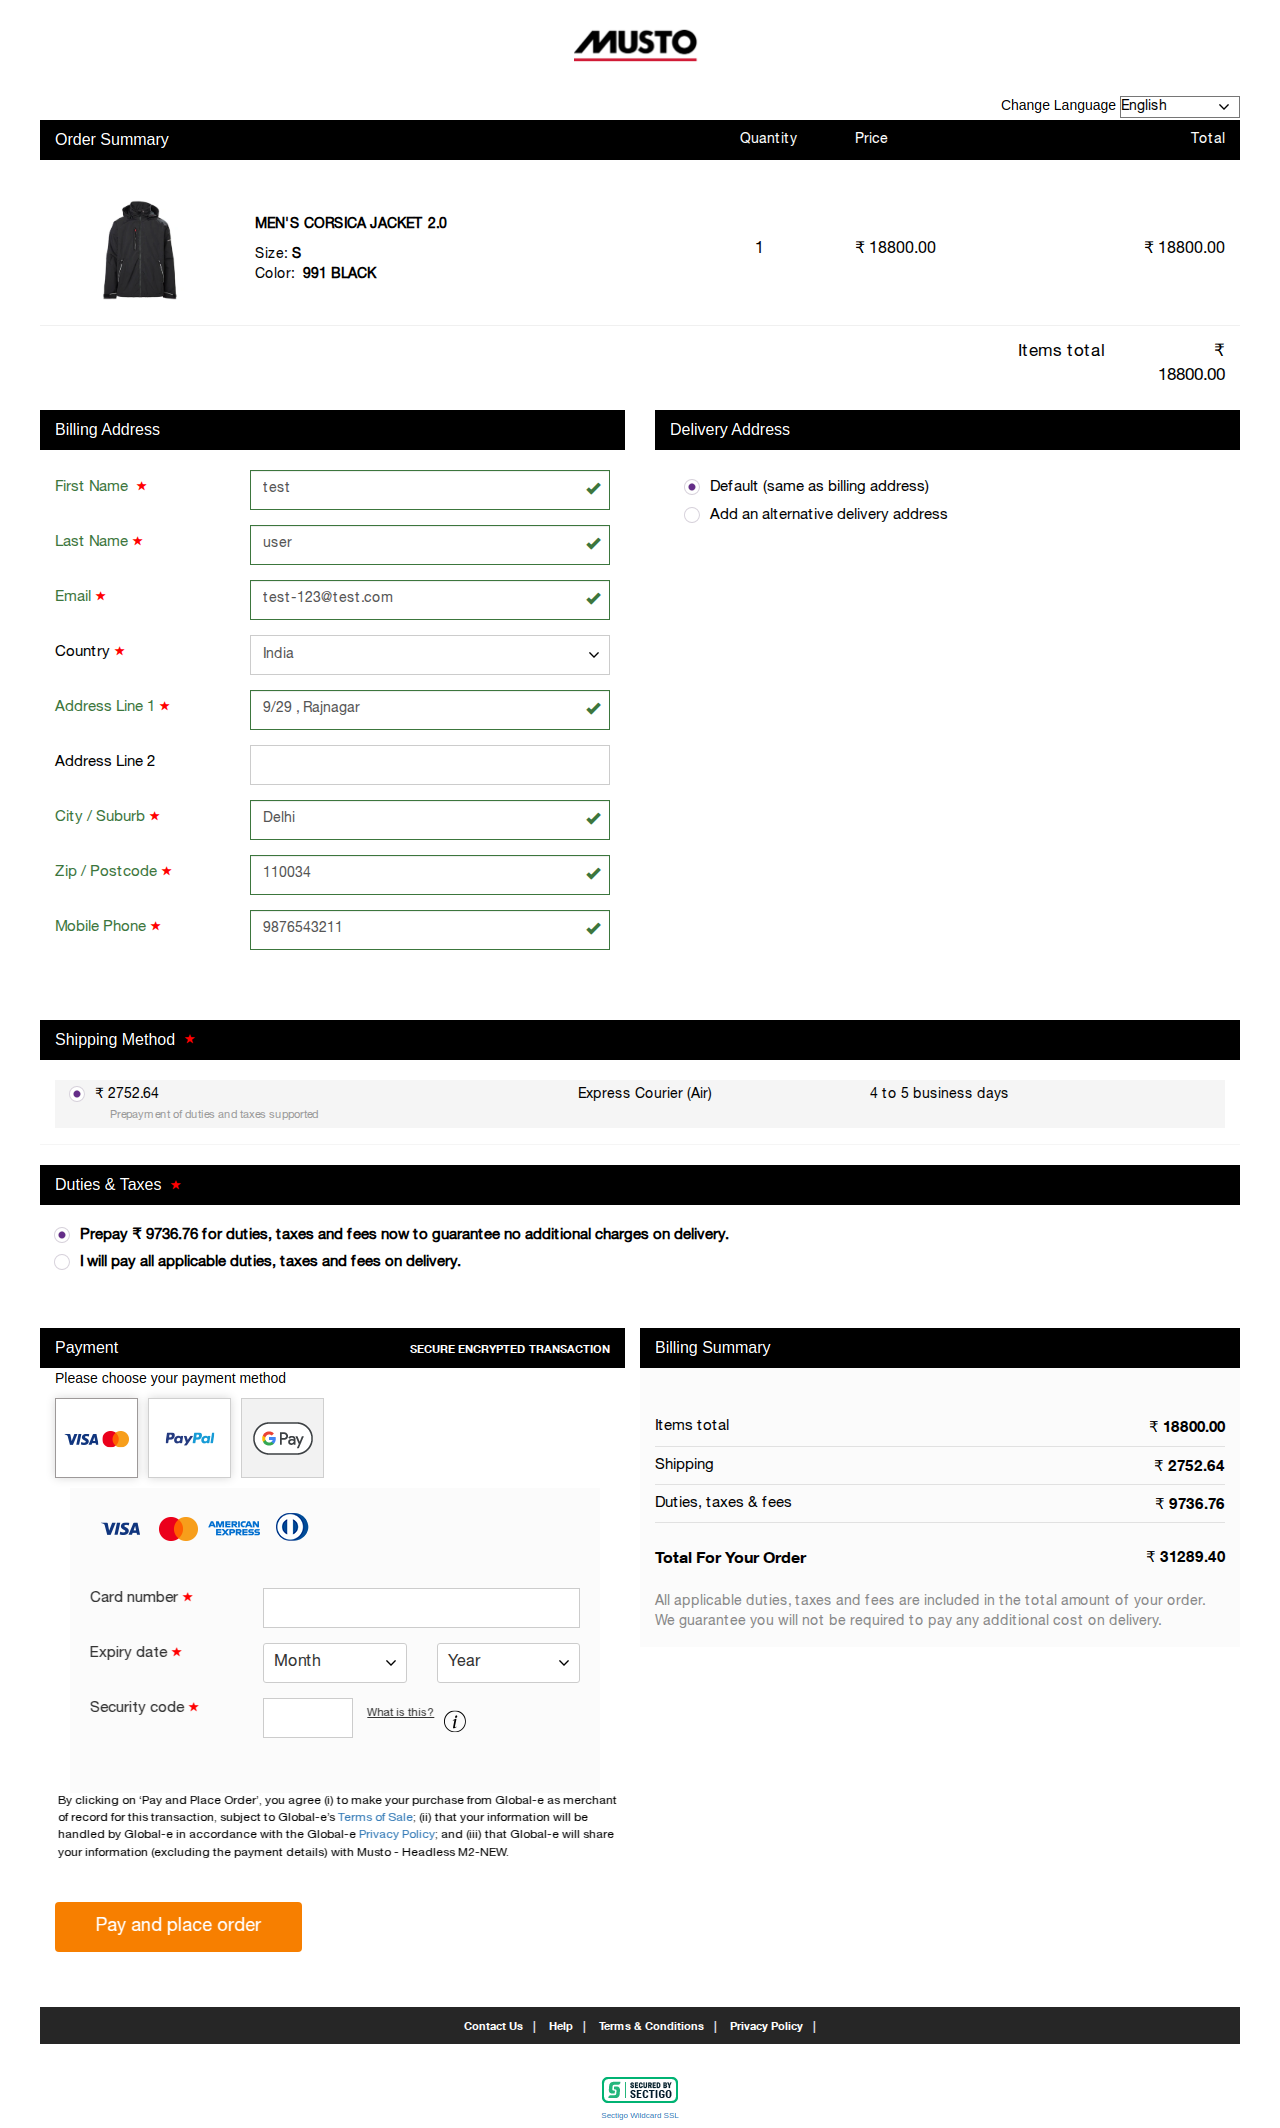 MUSTO
Change Language English
Order Summary Quantity Price Total
MEN'S CORSICA JACKET 2.0
Size: S
Color: 991 BLACK
1 ₹ 18800.00 ₹ 18800.00
Items total ₹
18800.00
Billing Address
First Name ★ test
Last Name ★ user
Email ★ test-123@test.com
Country ★ India
Address Line 1 ★ 9/29 , Rajnagar
Address Line 2
City / Suburb ★ Delhi
Zip / Postcode ★ 110034
Mobile Phone ★ 9876543211
Delivery Address
Default (same as billing address)
Add an alternative delivery address
Shipping Method ★
₹ 2752.64 Express Courier (Air) 4 to 5 business days
Prepayment of duties and taxes supported
Duties & Taxes ★
Prepay ₹ 9736.76 for duties, taxes and fees now to guarantee no additional charges on delivery.
I will pay all applicable duties, taxes and fees on delivery.
Payment SECURE ENCRYPTED TRANSACTION
Please choose your payment method
VISA PayPal G Pay
VISA AMERICAN
EXPRESS
Card number ★
Expiry date ★ Month Year
Security code ★ What is this? i
By clicking on ‘Pay and Place Order’, you agree (i) to make your purchase from Global-e as merchant
of record for this transaction, subject to Global-e’s Terms of Sale; (ii) that your information will be
handled by Global-e in accordance with the Global-e Privacy Policy; and (iii) that Global-e will share
your information (excluding the payment details) with Musto - Headless M2-NEW.
Pay and place order
Billing Summary
Items total ₹ 18800.00
Shipping ₹ 2752.64
Duties, taxes & fees ₹ 9736.76
Total For Your Order ₹ 31289.40
All applicable duties, taxes and fees are included in the total amount of your order.
We guarantee you will not be required to pay any additional cost on delivery.
Contact Us | Help | Terms & Conditions | Privacy Policy |
S SECURED BY
SECTIGO
Sectigo Wildcard SSL